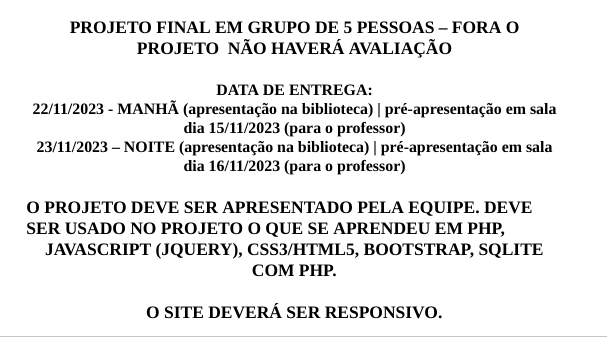 PROJETO FINAL EM GRUPO DE 5 PESSOAS – FORA O
PROJETO NÃO HAVERÁ AVALIAÇÃO
DATA DE ENTREGA:
22/11/2023 - MANHÃ (apresentação na biblioteca) | pré-apresentação em sala
dia 15/11/2023 (para o professor)
23/11/2023 – NOITE (apresentação na biblioteca) | pré-apresentação em sala
dia 16/11/2023 (para o professor)
O PROJETO DEVE SER APRESENTADO PELA EQUIPE. DEVE
SER USADO NO PROJETO O QUE SE APRENDEU EM PHP,
JAVASCRIPT (JQUERY), CSS3/HTML5, BOOTSTRAP, SQLITE
COM PHP.
O SITE DEVERÁ SER RESPONSIVO.